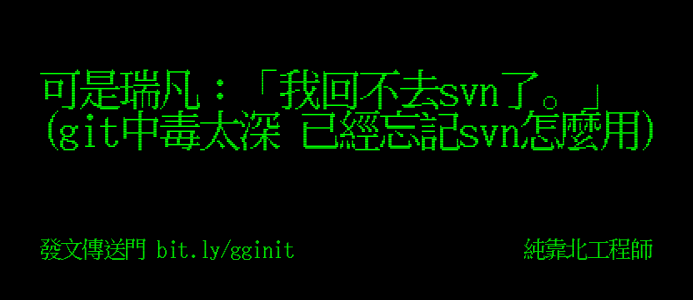 可是瑞凡：「我回不去svn了。」
(git中毒太深 已經忘記svn怎麼用)
發文傳送門 bit.ly/gginit
純靠北工程師